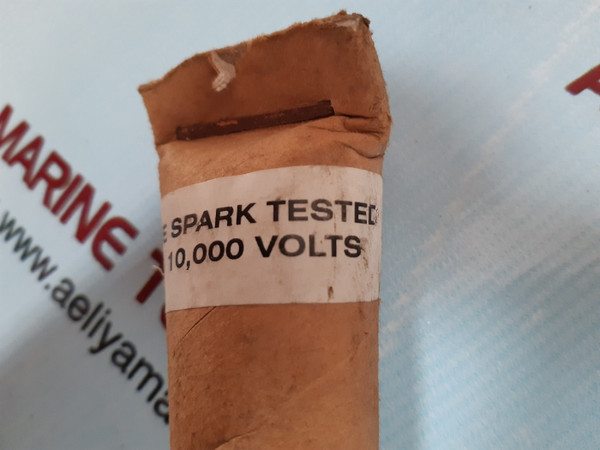 SPARK TESTED
10,000 VOLTS
MARINE
www.aeliyama